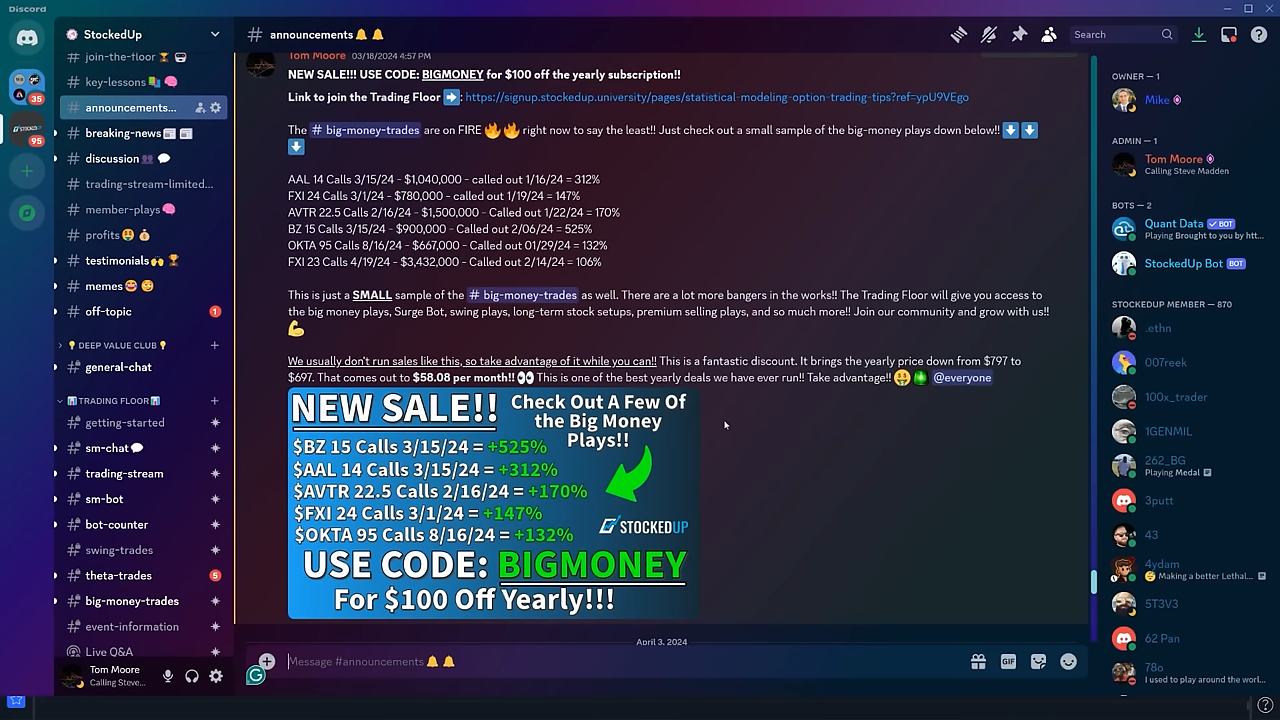 Discord
StockedUp
# announcements🔔 🔔
Search
# join-the-floor🏆
# key-lessons
# announcements...
# breaking-news
# discussion
# trading-stream-limited...
# member-plays🧠
# profits🤑💰
# testimonials🙌🏆
# memes
# off-topic
1
💡 DEEP VALUE CLUB💡
# general-chat
📊TRADING FLOOR📊
# getting-started
# sm-chat💬
# trading-stream
# sm-bot
# bot-counter
# swing-trades
# theta-trades
5
# big-money-trades
# event-information
Live Q&A
Tom Moore
Calling Steve...
35
95
STOCKEDUP
Tom Moore 03/18/2024 4:57 PM
NEW SALE!!! USE CODE: BIGMONEY for $100 off the yearly subscription!!
Link to join the Trading Floor ➡️: https://signup.stockedup.university/pages/statistical-modeling-option-trading-tips?ref=ypU9VEgo
The # big-money-trades are on FIRE 🔥🔥 right now to say the least!! Just check out a small sample of the big-money plays down below!! ⬇️ ⬇️
⬇️
AAL 14 Calls 3/15/24 - $1,040,000 - called out 1/16/24 = 312%
FXI 24 Calls 3/1/24 - $780,000 - called out 1/19/24 = 147%
AVTR 22.5 Calls 2/16/24 - $1,500,000 - Called out 1/22/24 = 170%
BZ 15 Calls 3/15/24 - $900,000 - Called out 2/06/24 = 525%
OKTA 95 Calls 8/16/24 - $667,000 - Called out 01/29/24 = 132%
FXI 23 Calls 4/19/24 - $3,432,000 - Called out 2/14/24 = 106%
This is just a SMALL sample of the # big-money-trades as well. There are a lot more bangers in the works!! The Trading Floor will give you access to
the big money plays, Surge Bot, swing plays, long-term stock setups, premium selling plays, and so much more!! Join our community and grow with us!!
💪
We usually don't run sales like this, so take advantage of it while you can!! This is a fantastic discount. It brings the yearly price down from $797 to
$697. That comes out to $58.08 per month!! 👀 This is one of the best yearly deals we have ever run!! Take advantage!! 🤑 @everyone
NEW SALE!!
Check Out A Few Of
the Big Money
Plays!!
$BZ 15 Calls 3/15/24 = +525%
$AAL 14 Calls 3/15/24 = +312%
$AVTR 22.5 Calls 2/16/24 = +170%
$FXI 24 Calls 3/1/24 = +147%
$OKTA 95 Calls 8/16/24 = +132%
STOCKEDUP
USE CODE: BIGMONEY
For $100 Off Yearly!!!
April 3, 2024
Message #announcements🔔 🔔
GIF
OWNER — 1
Mike
ADMIN — 1
Tom Moore
Calling Steve Madden
BOTS — 2
Quant Data ✓ BOT
Playing Brought to you by htt...
StockedUp Bot BOT
STOCKEDUP MEMBER — 870
.ethn
007reek
100x_trader
1GENMIL
262_BG
Playing Medal
3putt
43
4ydam
Making a better Lethal...
5T3V3
62 Pan
78o
I used to play around the worl...